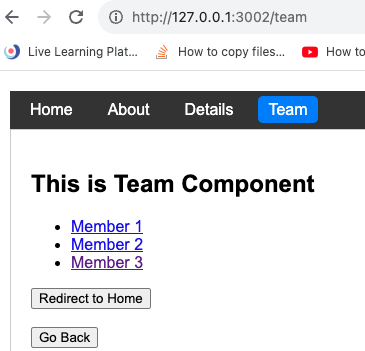 http://127.0.0.1:3002/team
Live Learning Plat... How to copy files... How to
Home About Details Team
This is Team Component
Member 1
Member 2
Member 3
Redirect to Home
Go Back